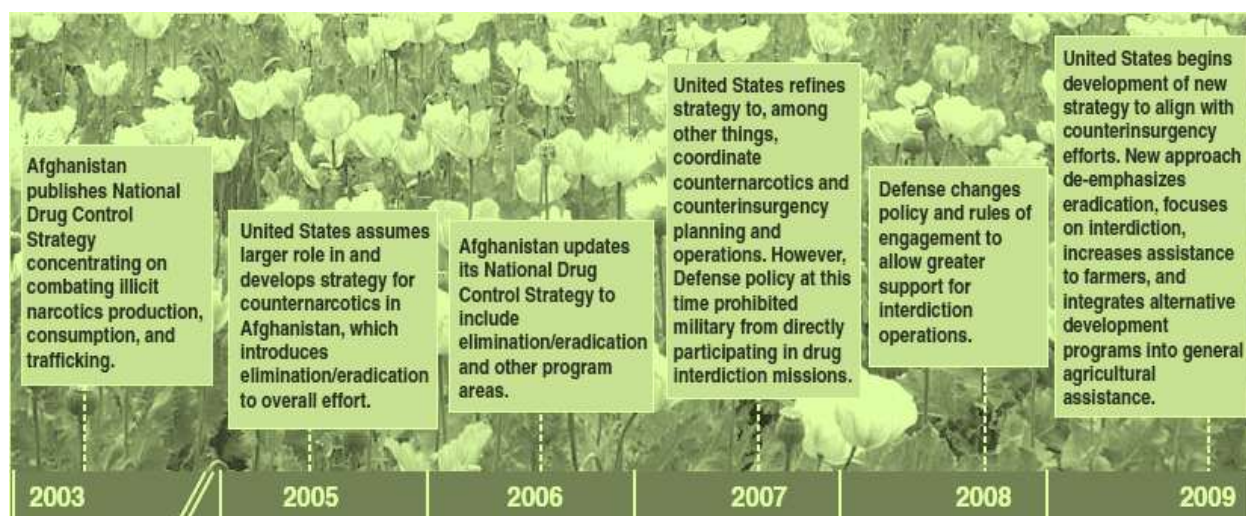 Afghanistan
publishes National
Drug Control
Strategy
concentrating on
combating illicit
narcotics production,
consumption, and
trafficking.
United States assumes
larger role in and
develops strategy for
counternarcotics in
Afghanistan, which
introduces
elimination/eradication
to overall effort.
Afghanistan updates
its National Drug
Control Strategy to
include
elimination/eradication
and other program
areas.
United States refines
strategy to, among
other things,
coordinate
counternarcotics and
counterinsurgency
planning and
operations. However,
Defense policy at this
time prohibited
military from directly
participating in drug
interdiction missions.
Defense changes
policy and rules of
engagement to
allow greater
support for
interdiction
operations.
United States begins
development of new
strategy to align with
counterinsurgency
efforts. New approach
de-emphasizes
eradication, focuses
on interdiction,
increases assistance
to farmers, and
integrates alternative
development
programs into general
agricultural
assistance.
2003
2005
2006
2007
2008
2009